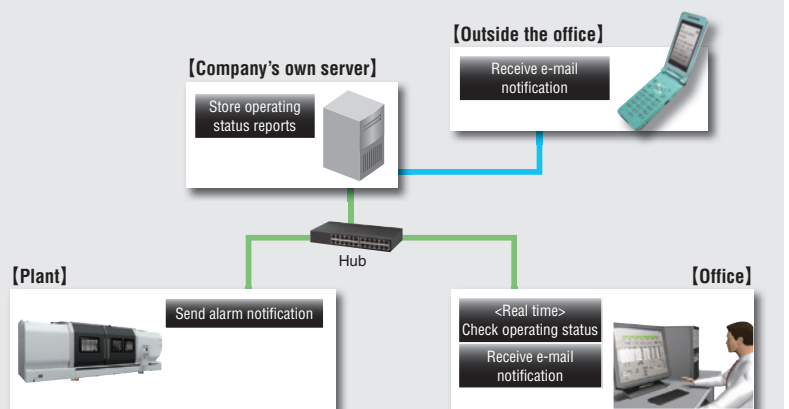 【Outside the office】
Receive e-mail
notification
【Company’s own server】
Store operating
status reports
Hub
【Plant】
Send alarm notification
【Office】
<Real time>
Check operating status
Receive e-mail
notification